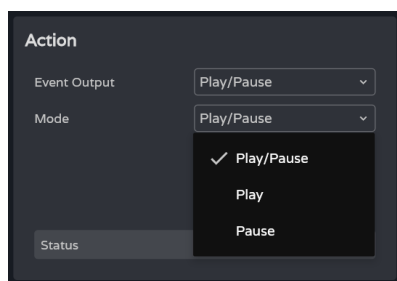 Action
Event Output Play/Pause
Mode Play/Pause
Play/Pause
Play
Pause
Status